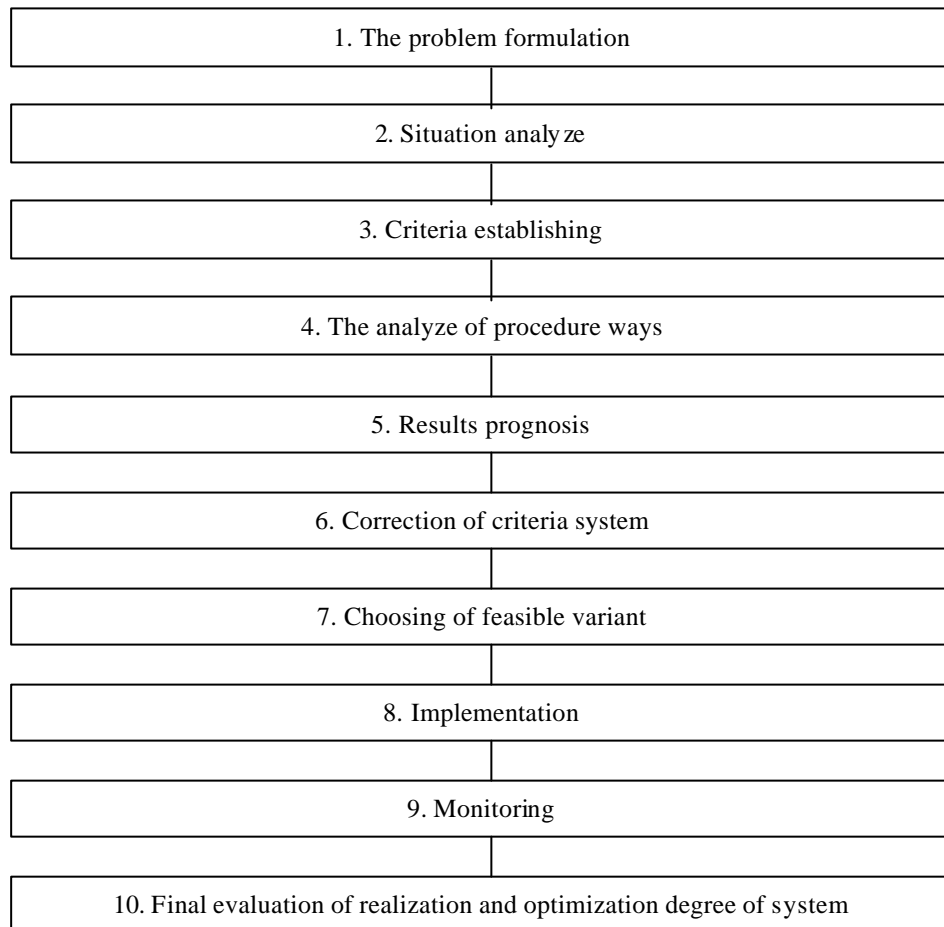 1. The problem formulation
2. Situation analyze
3. Criteria establishing
4. The analyze of procedure ways
5. Results prognosis
6. Correction of criteria system
7. Choosing of feasible variant
8. Implementation
9. Monitoring
10. Final evaluation of realization and optimization degree of system